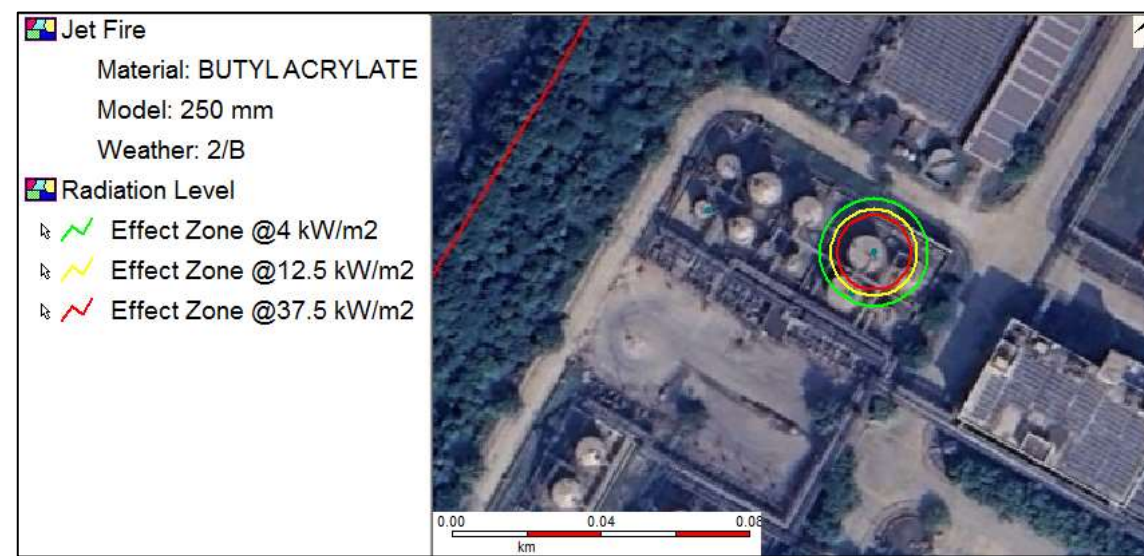 Jet Fire
Material: BUTYL ACRYLATE
Model: 250 mm
Weather: 2/B
Radiation Level
Effect Zone @4 kW/m2
Effect Zone @12.5 kW/m2
Effect Zone @37.5 kW/m2
0.00 0.04 0.08
km